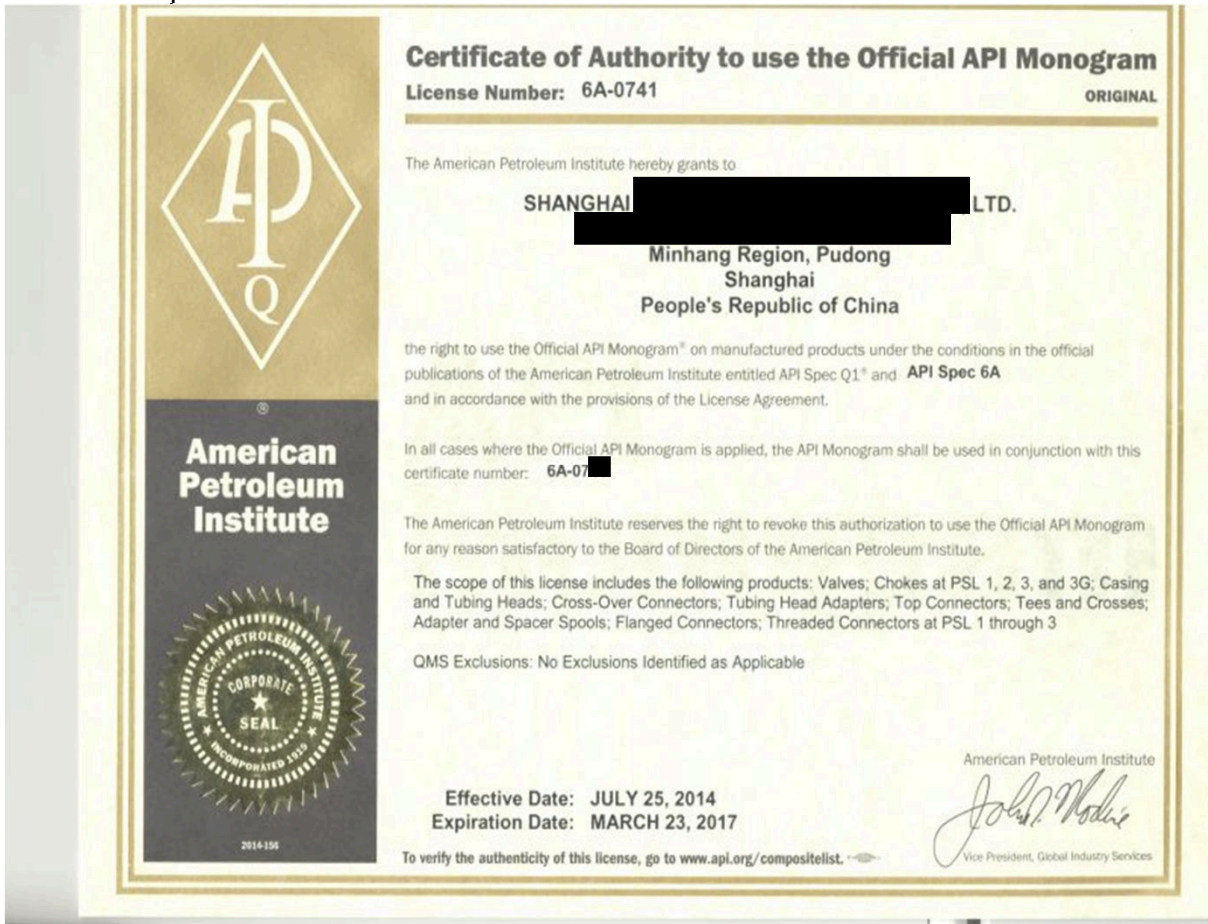 Certificate of Authority to use the Official API Monogram
License Number: 6A-0741
ORIGINAL
The American Petroleum Institute hereby grants to
SHANGHAI LTD.
Minhang Region, Pudong
Shanghai
People's Republic of China
the right to use the Official API Monogram® on manufactured products under the conditions in the official
publications of the American Petroleum Institute entitled API Spec Q1® and API Spec 6A
and in accordance with the provisions of the License Agreement.
In all cases where the Official API Monogram is applied, the API Monogram shall be used in conjunction with this
certificate number: 6A-07
The American Petroleum Institute reserves the right to revoke this authorization to use the Official API Monogram
for any reason satisfactory to the Board of Directors of the American Petroleum Institute.
The scope of this license includes the following products: Valves; Chokes at PSL 1, 2, 3, and 3G; Casing
and Tubing Heads; Cross-Over Connectors; Tubing Head Adapters; Top Connectors; Tees and Crosses;
Adapter and Spacer Spools; Flanged Connectors; Threaded Connectors at PSL 1 through 3
QMS Exclusions: No Exclusions Identified as Applicable
American Petroleum Institute
Effective Date: JULY 25, 2014
Expiration Date: MARCH 23, 2017
To verify the authenticity of this license, go to www.api.org/compositelist.
Vice President, Global Industry Services
API
Q
®
American
Petroleum
Institute
AMERICAN PETROLEUM INSTITUTE
CORPORATE
SEAL
INCORPORATED 1919
2014-156